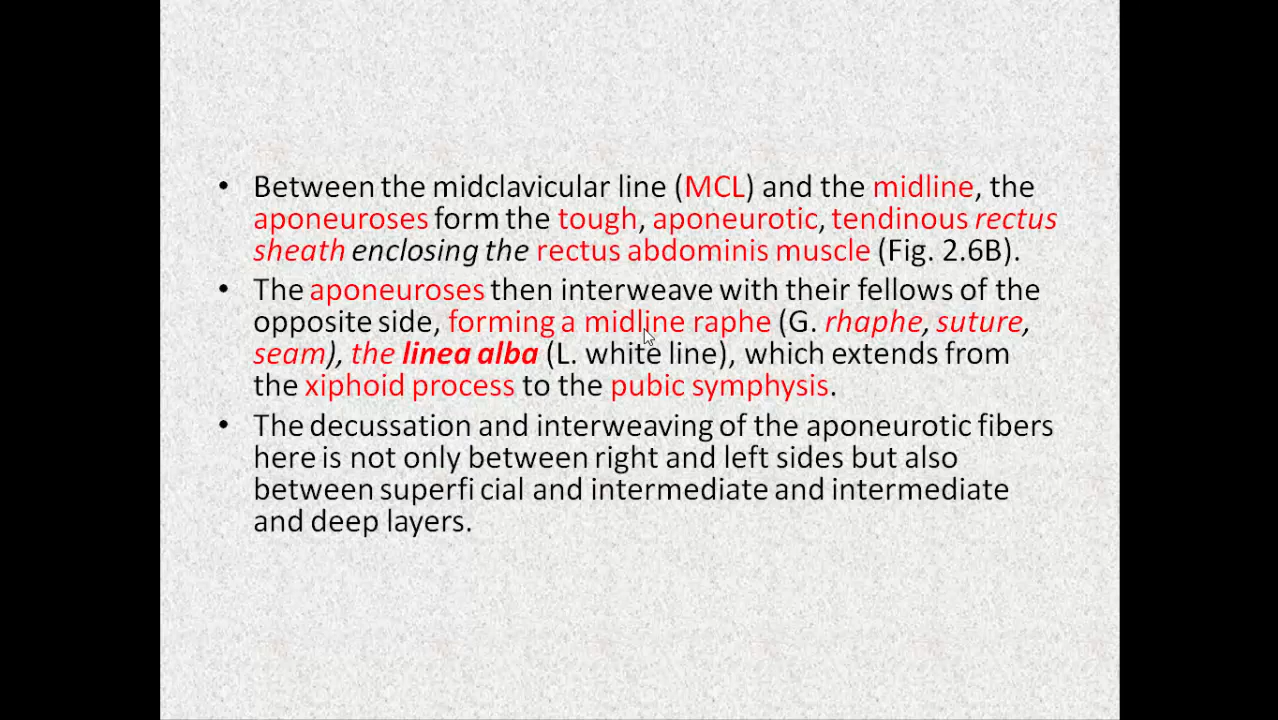 • Between the midclavicular line (MCL) and the midline, the
aponeuroses form the tough, aponeurotic, tendinous rectus
sheath enclosing the rectus abdominis muscle (Fig. 2.6B).
• The aponeuroses then interweave with their fellows of the
opposite side, forming a midline raphe (G. rhaphe, suture,
seam), the linea alba (L. white line), which extends from
the xiphoid process to the pubic symphysis.
• The decussation and interweaving of the aponeurotic fibers
here is not only between right and left sides but also
between superfi cial and intermediate and intermediate
and deep layers.